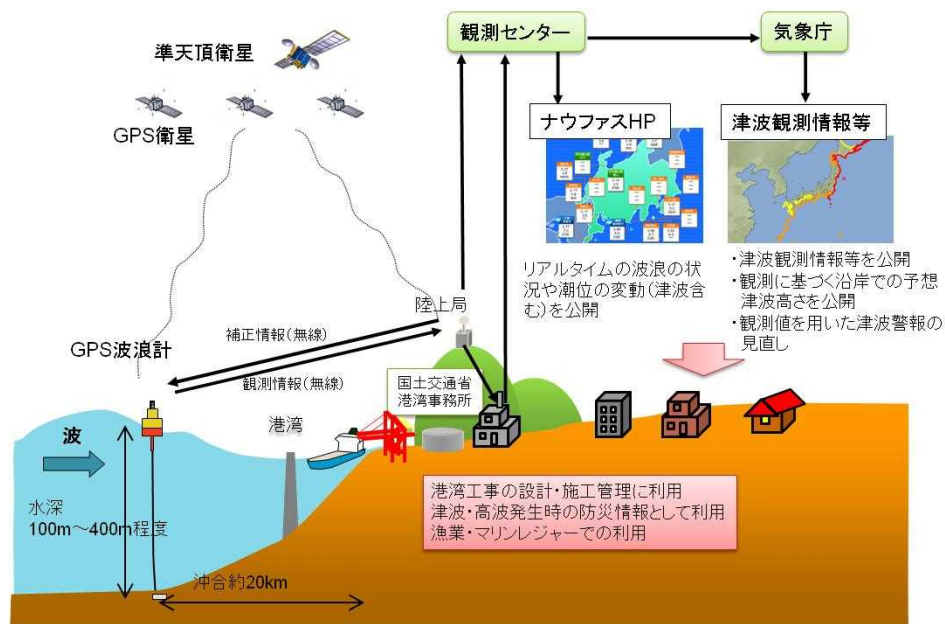 観測センター
気象庁
準天頂衛星
GPS衛星
ナウファスHP
津波観測情報等
リアルタイムの波浪の状
況や潮位の変動(津波含
む)を公開
・津波観測情報等を公開
・観測に基づく沿岸での予想
津波高さを公開
・観測値を用いた津波警報の
見直し
陸上局
補正情報(無線)
GPS波浪計
観測情報(無線)
国土交通省
港湾事務所
港湾
波
水深
100m~400m程度
港湾工事の設計・施工管理に利用
津波・高波発生時の防災情報として利用
漁業・マリンレジャーでの利用
沖合約20km